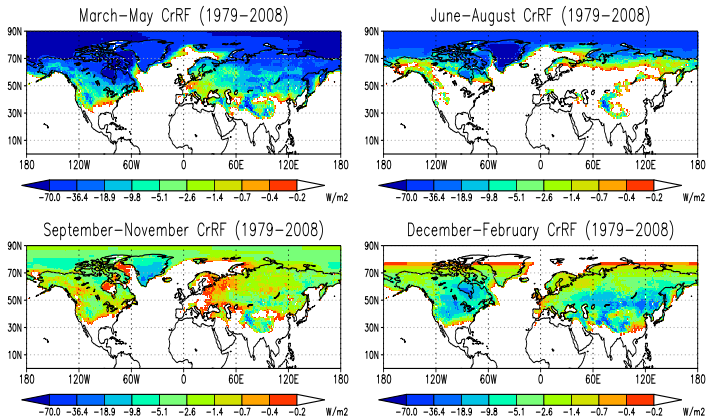 March-May CrRF (1979-2008)
90N
70N
50N
30N
10N
180 120W 60W 0 60E 120E 180
-70.0 -36.4 -18.9 -9.8 -5.1 -2.6 -1.4 -0.7 -0.4 -0.2 W/m2
June-August CrRF (1979-2008)
90N
70N
50N
30N
10N
180 120W 60W 0 60E 120E 180
-70.0 -36.4 -18.9 -9.8 -5.1 -2.6 -1.4 -0.7 -0.4 -0.2 W/m2
September-November CrRF (1979-2008)
90N
70N
50N
30N
10N
180 120W 60W 0 60E 120E 180
-70.0 -36.4 -18.9 -9.8 -5.1 -2.6 -1.4 -0.7 -0.4 -0.2 W/m2
December-February CrRF (1979-2008)
90N
70N
50N
30N
10N
180 120W 60W 0 60E 120E 180
-70.0 -36.4 -18.9 -9.8 -5.1 -2.6 -1.4 -0.7 -0.4 -0.2 W/m2